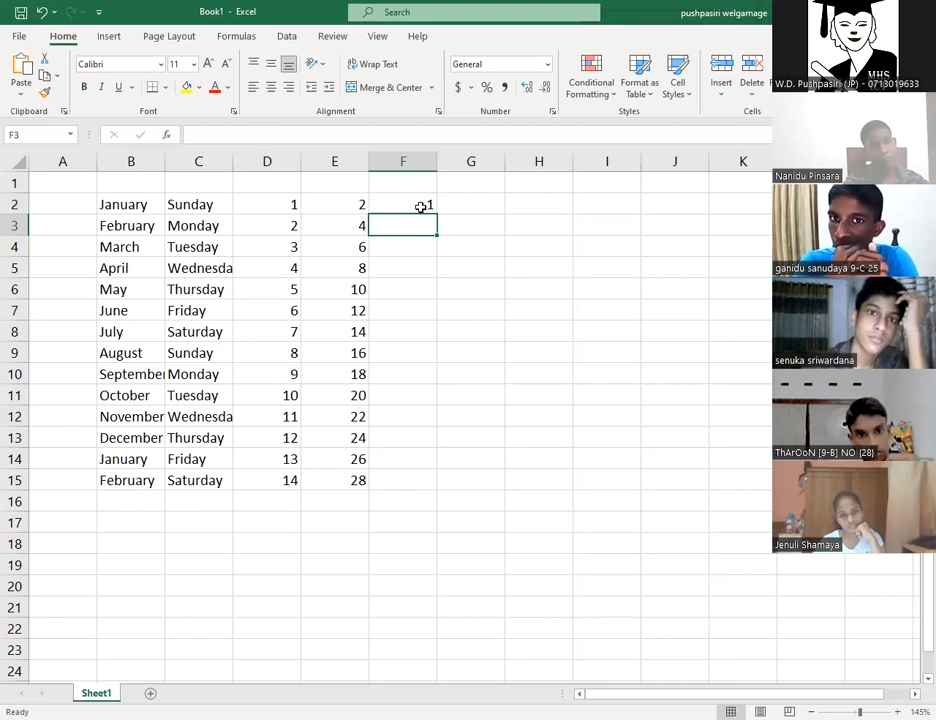 Book1 - Excel
Search
pushpasiri welgamage
File Home Insert Page Layout Formulas Data Review View Help
Paste
Calibri 11
B I U
A
Wrap Text
Merge & Center
General
$ % ,
Conditional Formatting
Format as Table
Cell Styles
Insert
Delete
Clipboard Font Alignment Number Styles Cells
F3
fx
A B C D E F G H I J K
1
2 January Sunday 1 2 1
3 February Monday 2 4
4 March Tuesday 3 6
5 April Wednesda 4 8
6 May Thursday 5 10
7 June Friday 6 12
8 July Saturday 7 14
9 August Sunday 8 16
10 September Monday 9 18
11 October Tuesday 10 20
12 November Wednesda 11 22
13 December Thursday 12 24
14 January Friday 13 26
15 February Saturday 14 28
16
17
18
19
20
21
22
23
24
Sheet1
Ready
145%
MHS
W.D. Pushpasiri (JP) - 0713019633
Nanidu Pinsara
ganidu sanudaya 9-C 25
senuka sriwardana
ThArOoN [9-B] NO {28}
Jenuli Shamaya